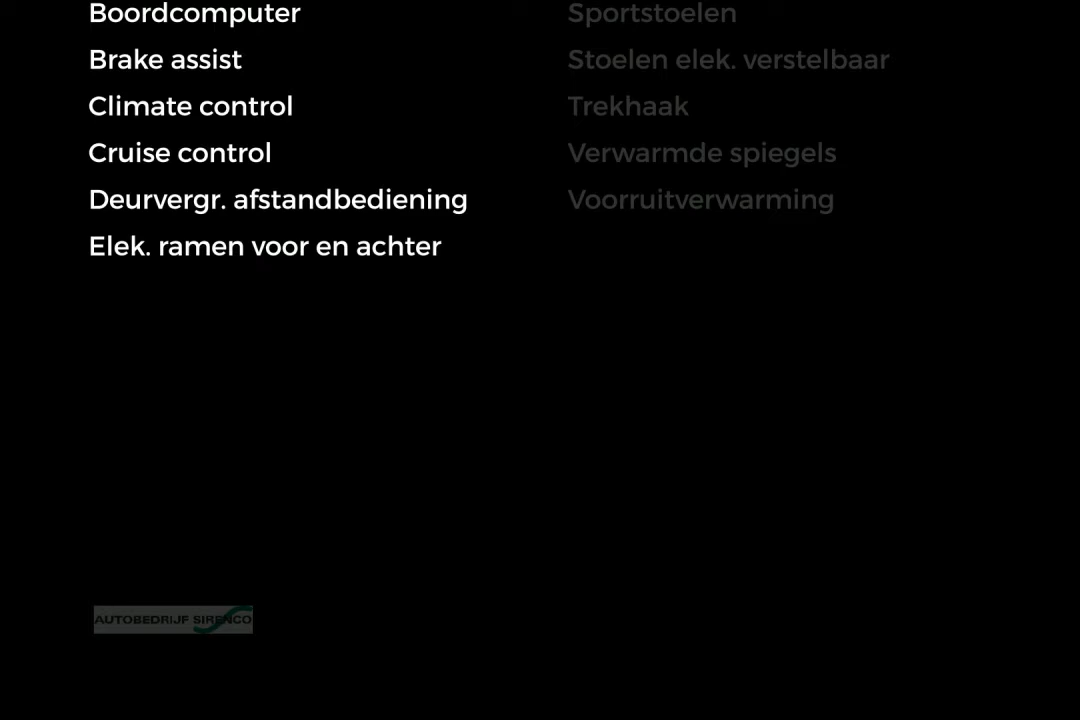 Boordcomputer
Brake assist
Climate control
Cruise control
Deurvergr. afstandbediening
Elek. ramen voor en achter
Sportstoelen
Stoelen elek. verstelbaar
Trekhaak
Verwarmde spiegels
Voorruitverwarming
AUTOBEDRIJF SIRENCO